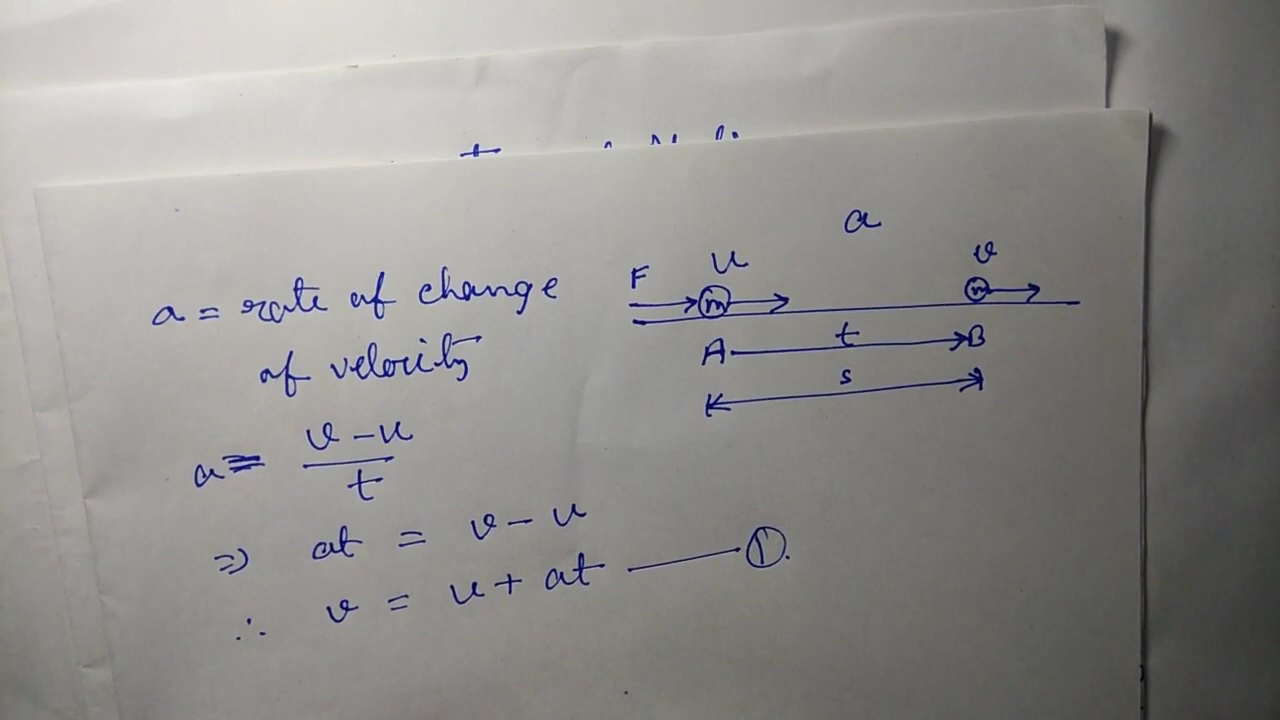 a
F u v
m m
A t B
s
a = rate of change
of velocity
a = v - u / t
⇒ at = v - u
∴ v = u + at —— ①.